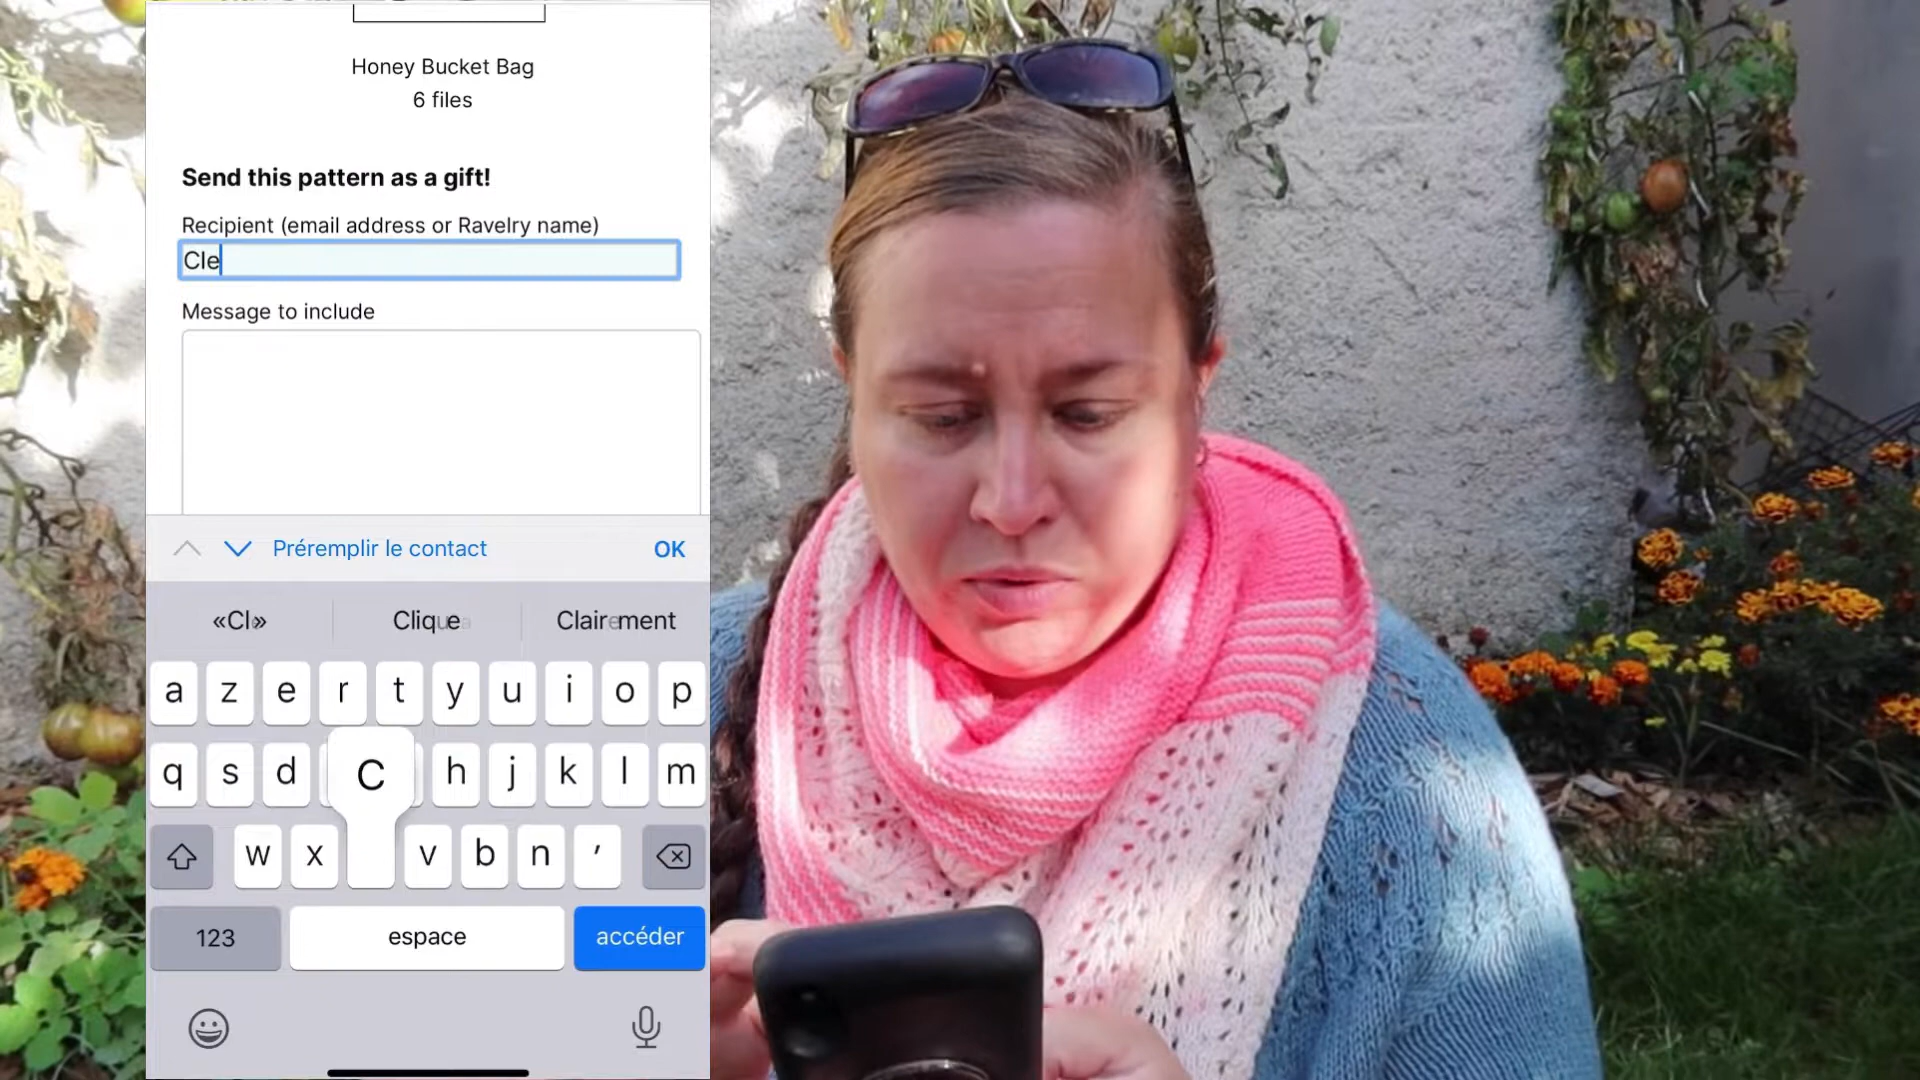 Honey Bucket Bag
6 files
Send this pattern as a gift!
Recipient (email address or Ravelry name)
Cle
Message to include
Préremplir le contact OK
«Cl» Clique Clairement
a z e r t y u i o p
q s d C h j k l m
w x v b n ’
123 espace accéder